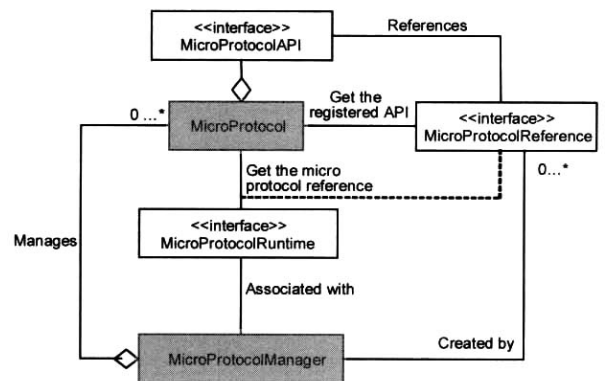 <<interface>>
MicroProtocolAPI
References
0 ...*
MicroProtocol
Get the
registered API
<<interface>>
MicroProtocolReference
Get the micro
protocol reference
0...*
<<interface>>
MicroProtocolRuntime
Manages
Associated with
MicroProtocolManager
Created by